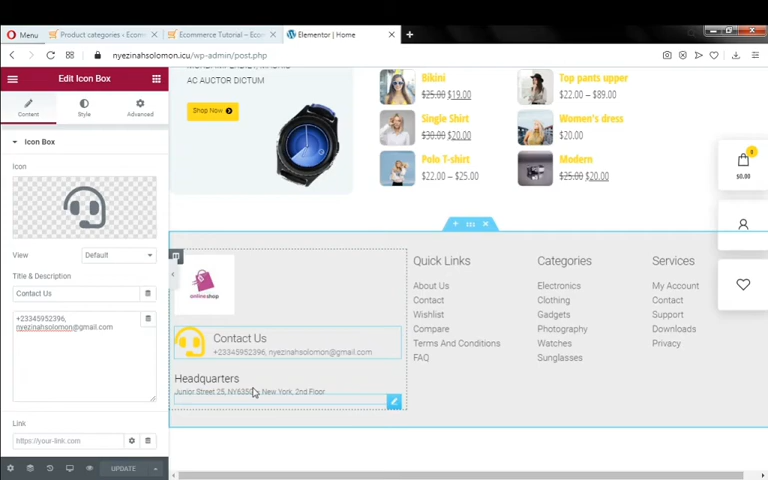 Menu
Product categories ‹ Ecom
Ecommerce Tutorial – Eco
Elementor | Home
nyezinahsolomon.icu/wp-admin/post.php
Edit Icon Box
Content
Style
Advanced
Icon Box
Icon
View
Default
Title & Description
Contact Us
+23345952396,
nyezinahsolomon@gmail.com
Link
https://your-link.com
UPDATE
AC AUCTOR DICTUM
Shop Now
Bikini
$25.00 $19.00
Single Shirt
$30.00 $20.00
Polo T-shirt
$22.00 – $25.00
Top pants upper
$22.00 – $89.00
Women's dress
$20.00
Modern
$25.00 $20.00
0
$0.00
onlineshop
Contact Us
+23345952396, nyezinahsolomon@gmail.com
Headquarters
Junior Street 25, New York, 2nd Floor
Quick Links
About Us
Contact
Wishlist
Compare
Terms And Conditions
FAQ
Categories
Electronics
Clothing
Gadgets
Photography
Watches
Sunglasses
Services
My Account
Contact
Support
Downloads
Privacy